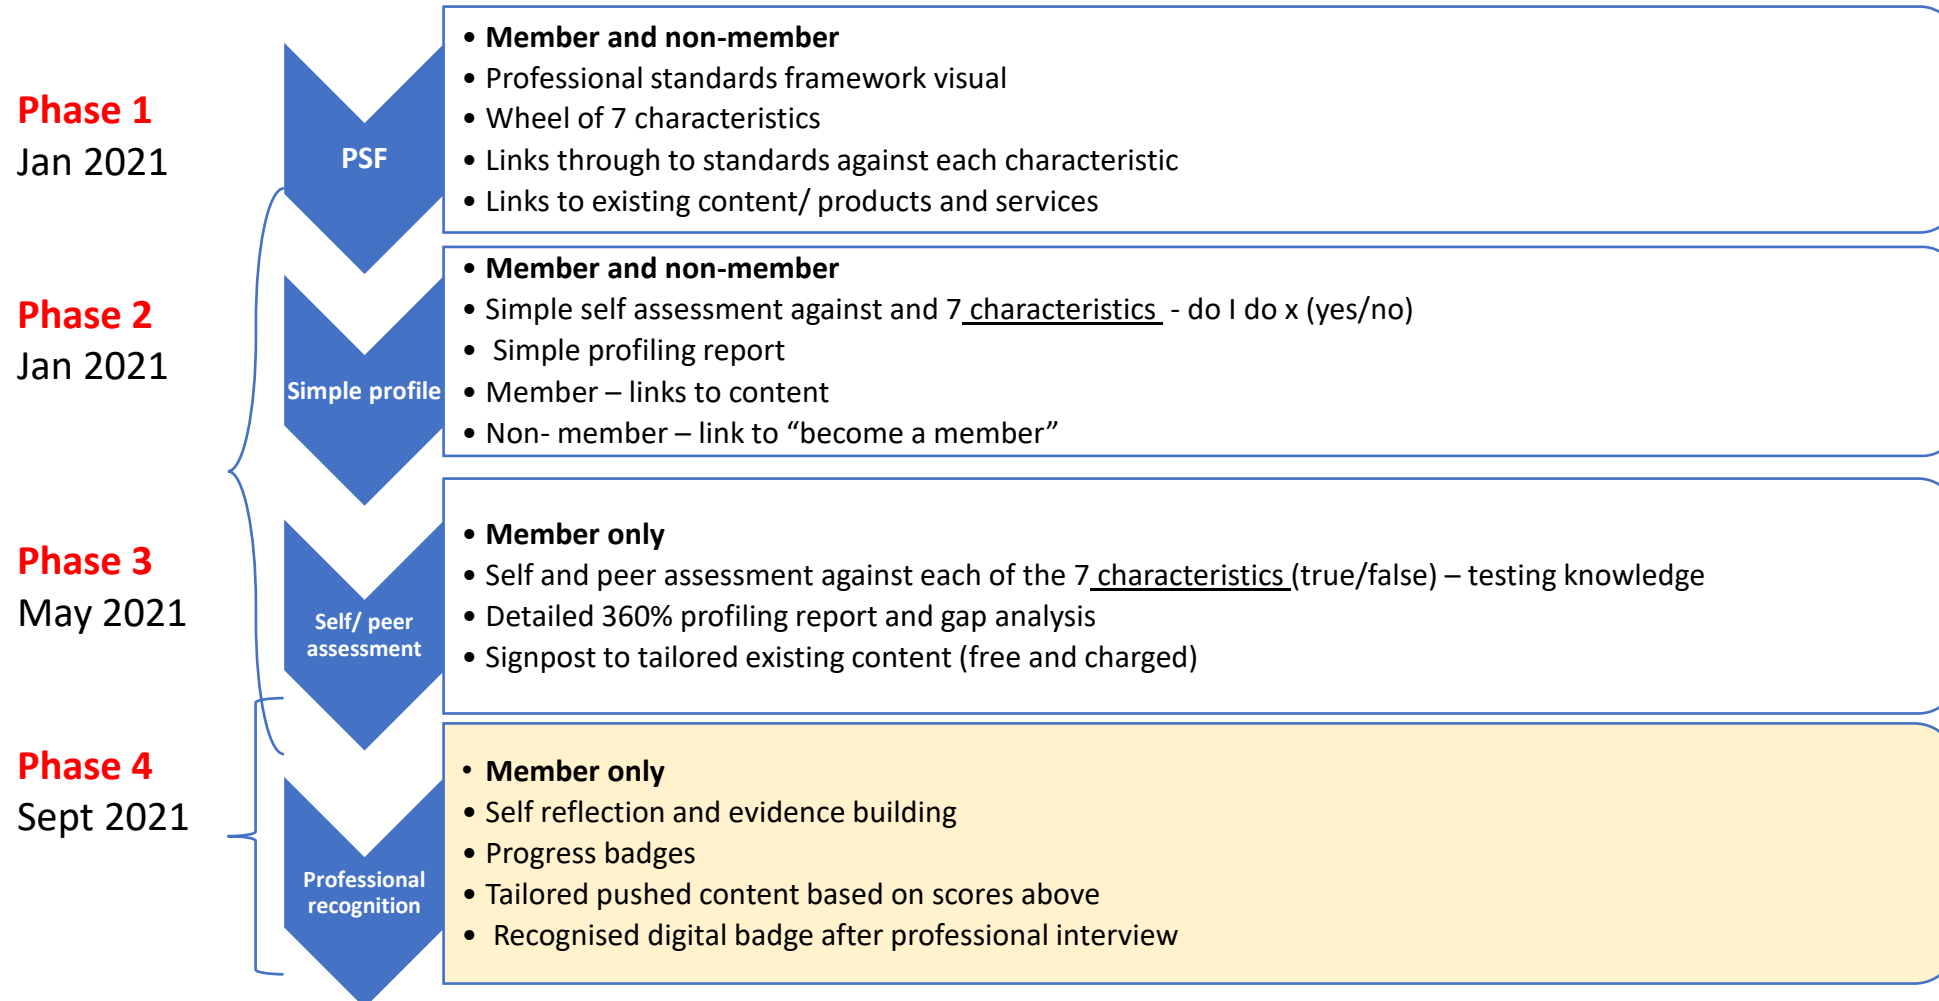 Phase 1
Jan 2021
PSF
• Member and non-member
• Professional standards framework visual
• Wheel of 7 characteristics
• Links through to standards against each characteristic
• Links to existing content/ products and services
Phase 2
Jan 2021
Simple profile
• Member and non-member
• Simple self assessment against and 7 characteristics - do I do x (yes/no)
• Simple profiling report
• Member – links to content
• Non- member – link to “become a member”
Phase 3
May 2021
Self/ peer
assessment
• Member only
• Self and peer assessment against each of the 7 characteristics (true/false) – testing knowledge
• Detailed 360% profiling report and gap analysis
• Signpost to tailored existing content (free and charged)
Phase 4
Sept 2021
Professional
recognition
• Member only
• Self reflection and evidence building
• Progress badges
• Tailored pushed content based on scores above
• Recognised digital badge after professional interview